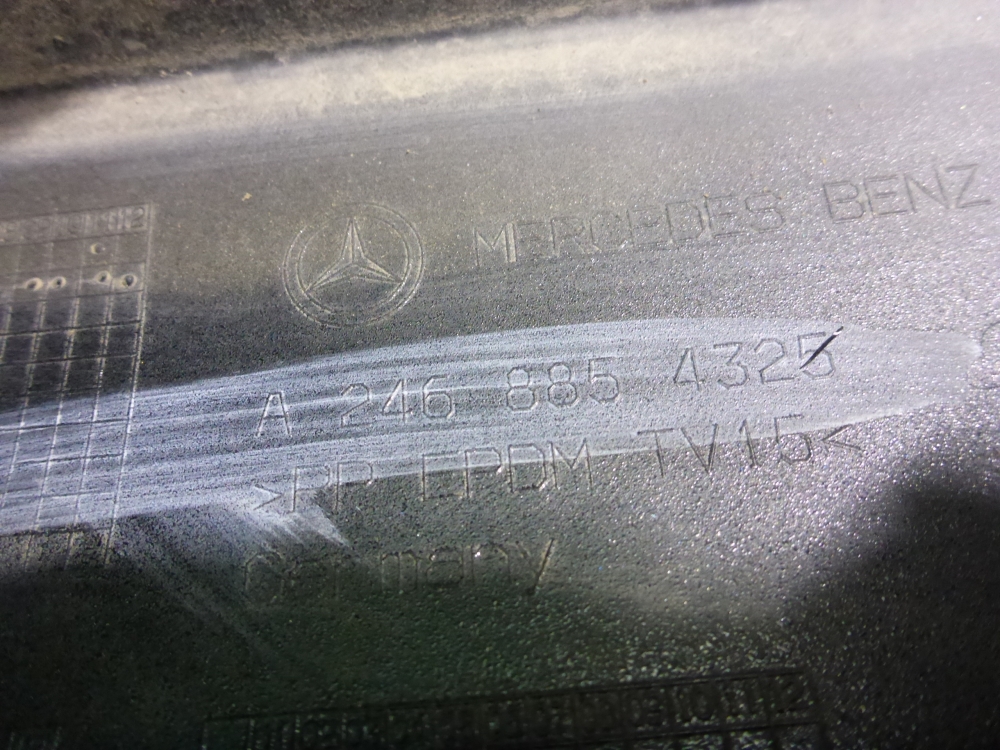 MERCEDES BENZ
A 246 885 4325
>PP EPDM TV15<
Germany